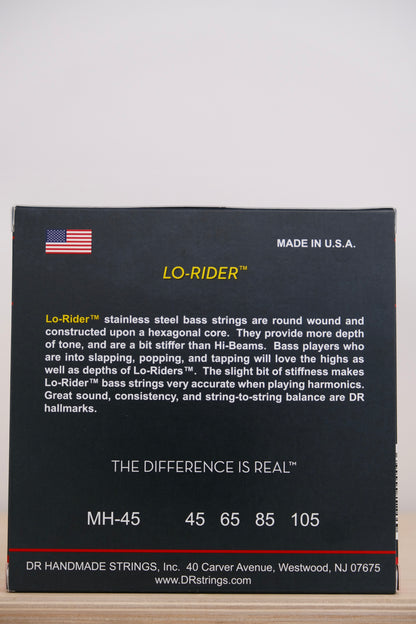 MADE IN U.S.A.
LO-RIDER™
Lo-Rider™ stainless steel bass strings are round wound and
constructed upon a hexagonal core. They provide more depth
of tone, and are a bit stiffer than Hi-Beams. Bass players who
are into slapping, popping, and tapping will love the highs as
well as depths of Lo-Riders™. The slight bit of stiffness makes
Lo-Rider™ bass strings very accurate when playing harmonics.
Great sound, consistency, and string-to-string balance are DR
hallmarks.
THE DIFFERENCE IS REAL™
MH-45 45 65 85 105
DR HANDMADE STRINGS, Inc. 40 Carver Avenue, Westwood, NJ 07675
www.DRstrings.com